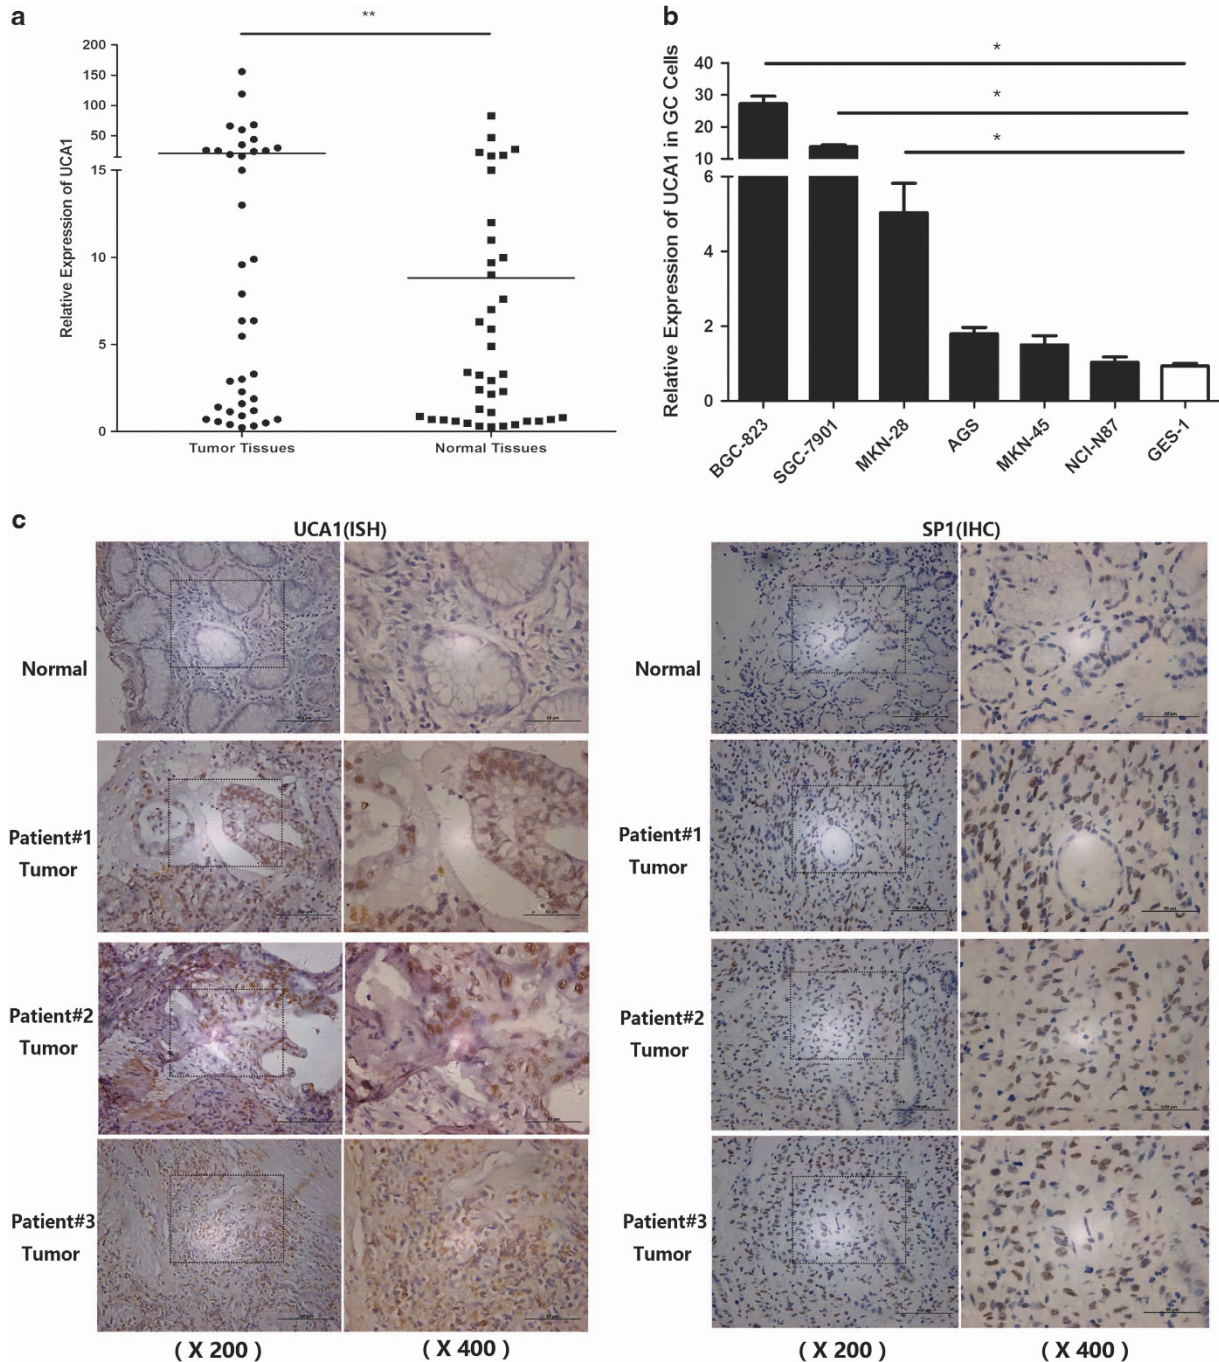 a
**
Relative Expression of UCA1
200
150
100
50
15
10
5
0
Tumor Tissues
Normal Tissues
b
*
*
*
Relative Expression of UCA1 in GC Cells
40
30
20
10
6
4
2
0
BGC-823
SGC-7901
MKN-28
AGS
MKN-45
NCI-N87
GES-1
c
UCA1(ISH)
SP1(IHC)
Normal
Normal
Patient#1
Tumor
Patient#1
Tumor
Patient#2
Tumor
Patient#2
Tumor
Patient#3
Tumor
Patient#3
Tumor
( X 200 )
( X 400 )
( X 200 )
( X 400 )